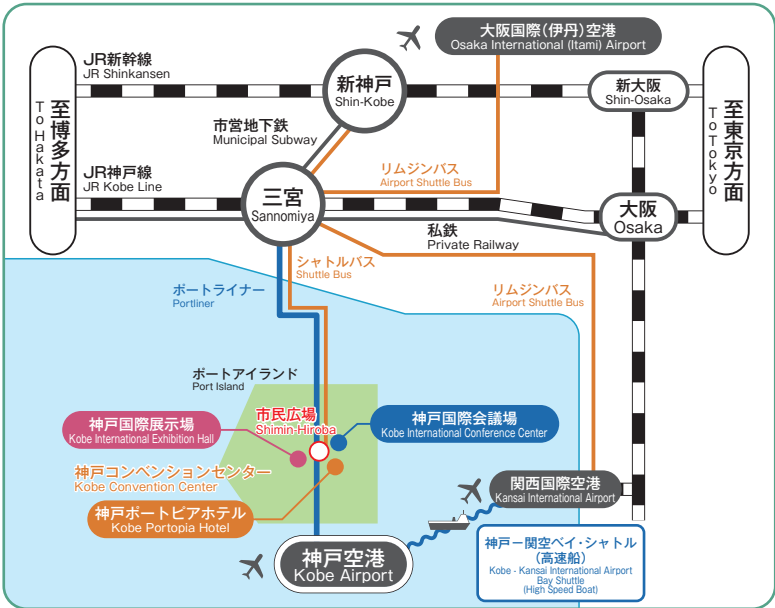 大阪国際(伊丹)空港
Osaka International (Itami) Airport
JR新幹線
JR Shinkansen
新神戸
Shin-Kobe
新大阪
Shin-Osaka
至博多方面
To Hakata
至東京方面
To Tokyo
市営地下鉄
Municipal Subway
リムジンバス
Airport Shuttle Bus
JR神戸線
JR Kobe Line
三宮
Sannomiya
大阪
Osaka
私鉄
Private Railway
シャトルバス
Shuttle Bus
ポートライナー
Portliner
リムジンバス
Airport Shuttle Bus
ポートアイランド
Port Island
市民広場
Shimin-Hiroba
神戸国際展示場
Kobe International Exhibition Hall
神戸国際会議場
Kobe International Conference Center
神戸コンベンションセンター
Kobe Convention Center
関西国際空港
Kansai International Airport
神戸ポートピアホテル
Kobe Portopia Hotel
神戸空港
Kobe Airport
神戸ー関空ベイ・シャトル
(高速船)
Kobe - Kansai International Airport
Bay Shuttle
(High Speed Boat)